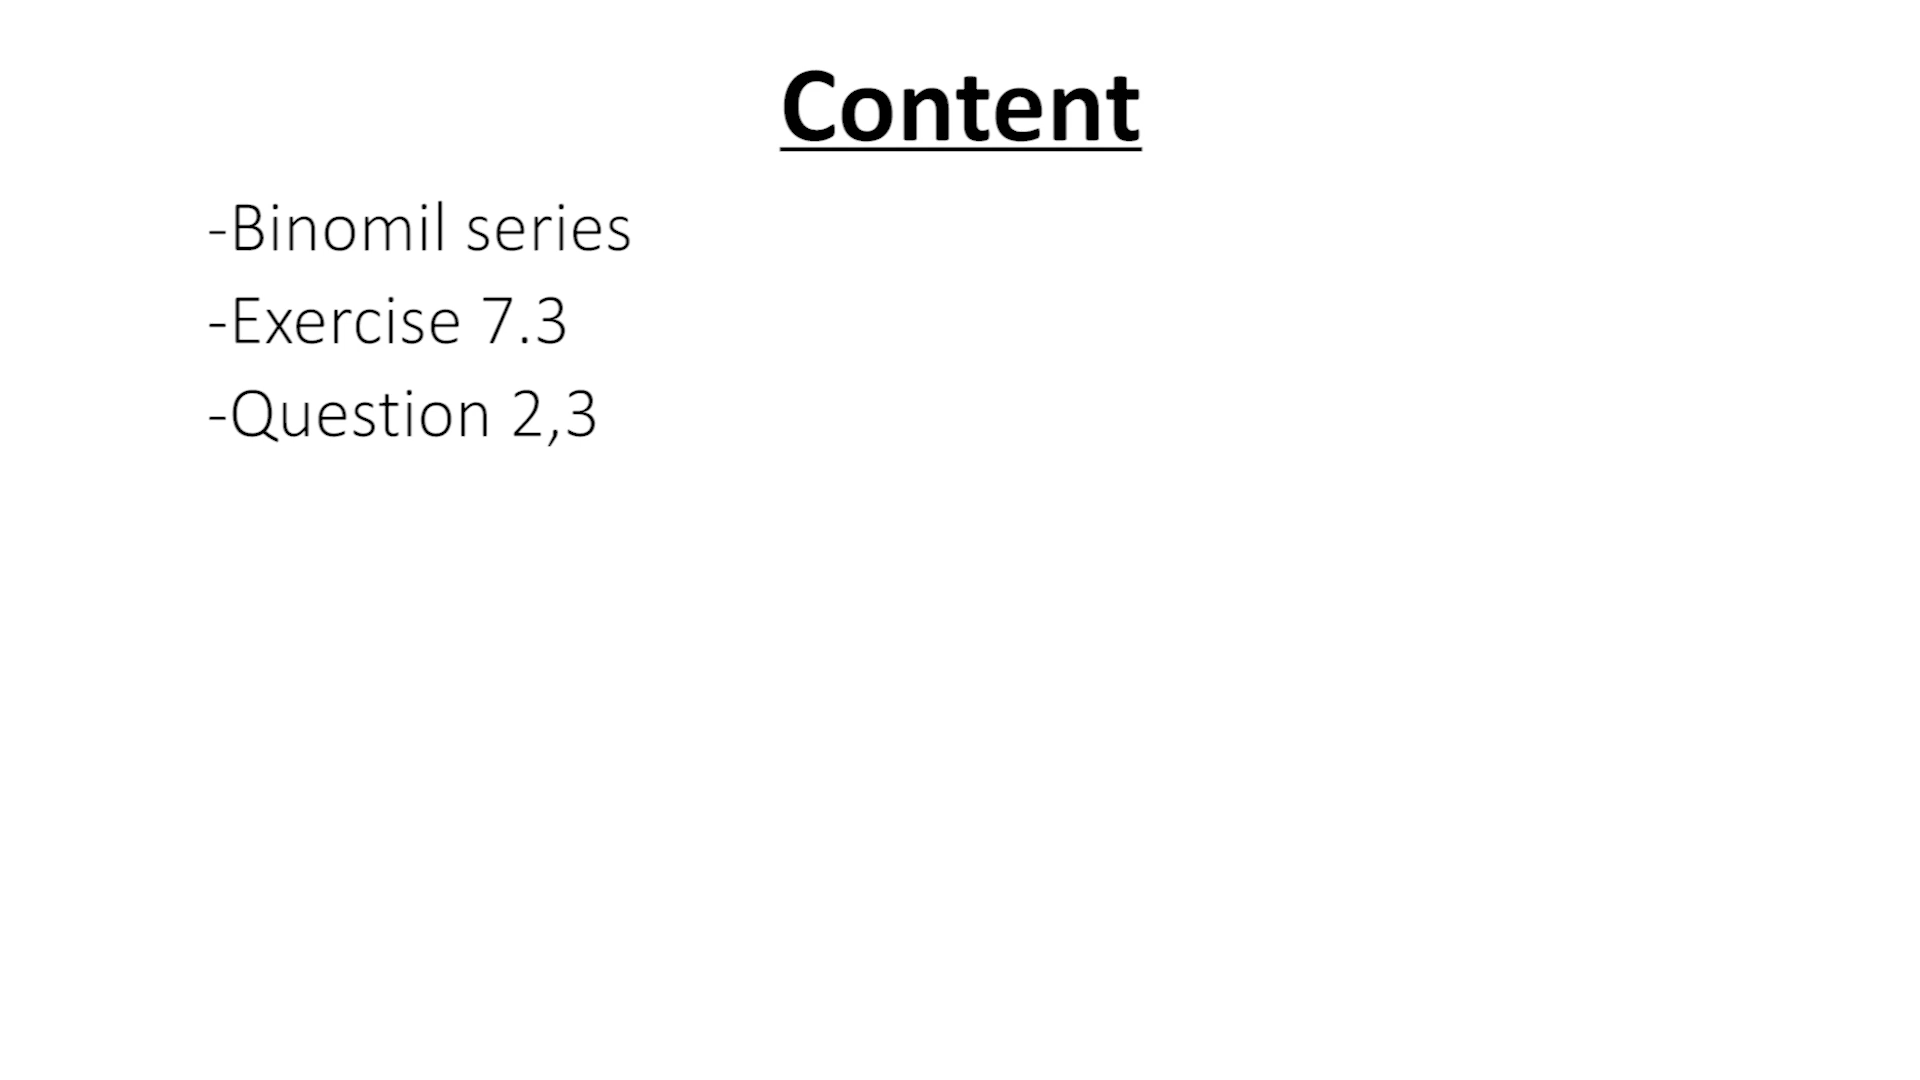 Content
-Binomil series
-Exercise 7.3
-Question 2,3